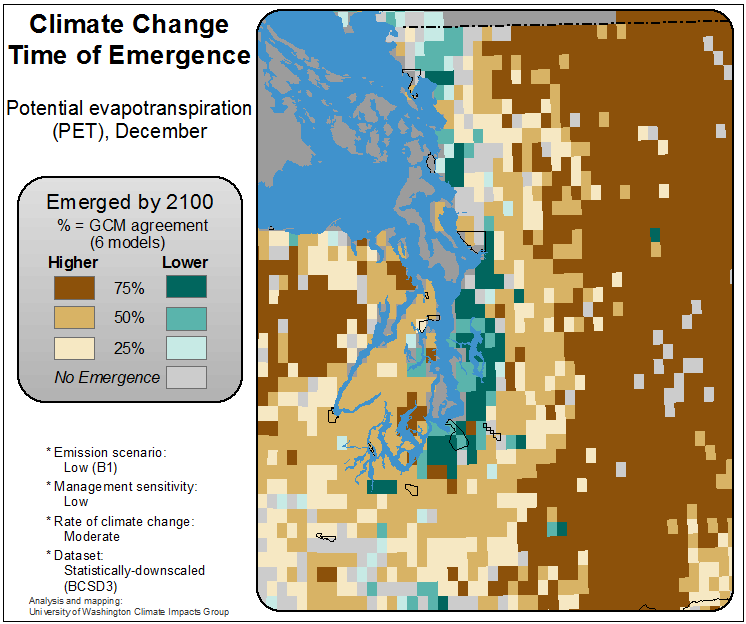 Climate Change
Time of Emergence
Potential evapotranspiration
(PET), December
Emerged by 2100
% = GCM agreement
(6 models)
Higher Lower
75%
50%
25%
No Emergence
* Emission scenario:
Low (B1)
* Management sensitivity:
Low
* Rate of climate change:
Moderate
* Dataset:
Statistically-downscaled
(BCSD3)
Analysis and mapping:
University of Washington Climate Impacts Group